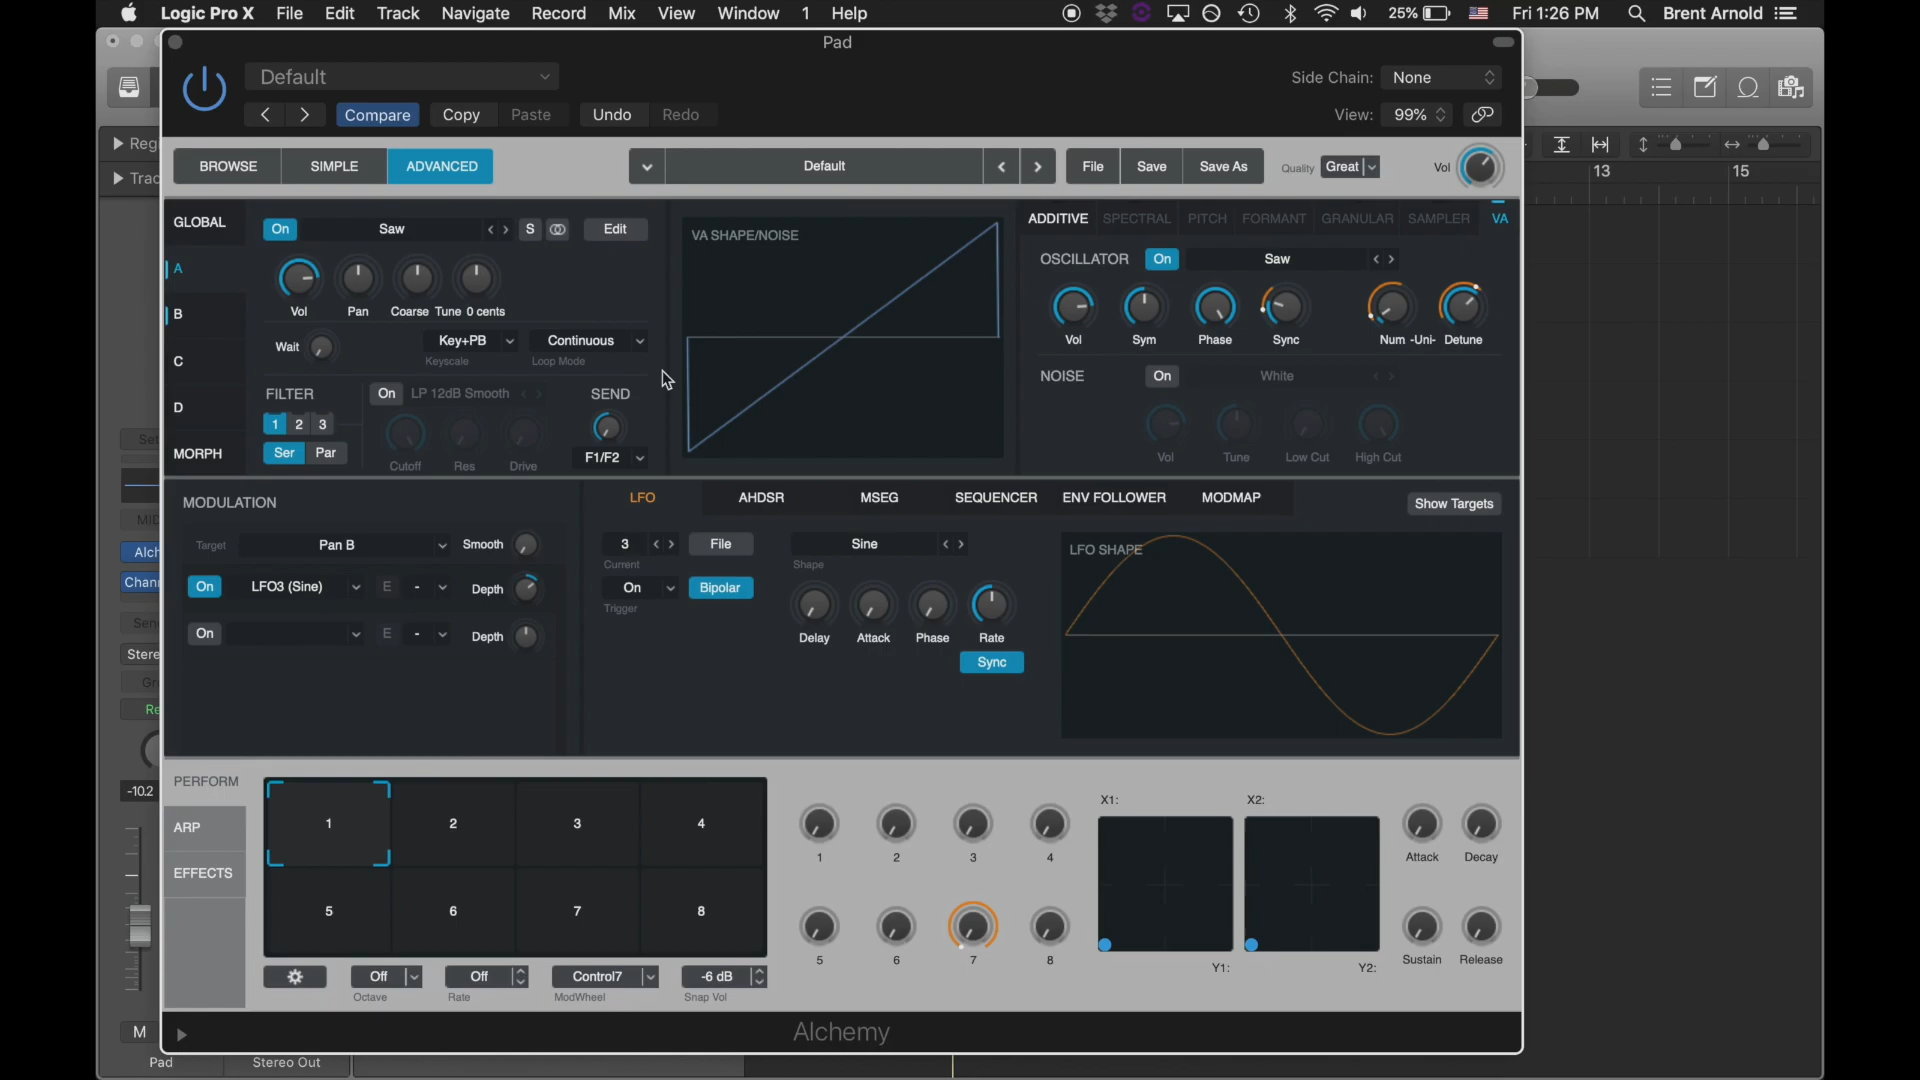 Logic Pro X File Edit Track Navigate Record Mix View Window 1 Help 25% Fri 1:26 PM Brent Arnold
Pad
Default Side Chain: None
Compare Copy Paste Undo Redo View: 99%
BROWSE SIMPLE ADVANCED Default File Save Save As Quality Great Vol
13 15
GLOBAL
A
B
C
D
MORPH
On Saw S Edit
Vol Pan Coarse Tune 0 cents
Wait Key+PB Continuous
Keyscale Loop Mode
FILTER On LP 12dB Smooth SEND
1 2 3
Ser Par F1/F2
Cutoff Res Drive
VA SHAPE/NOISE
ADDITIVE SPECTRAL PITCH FORMANT GRANULAR SAMPLER VA
OSCILLATOR On Saw
Vol Sym Phase Sync Num -Uni- Detune
NOISE On White
Vol Tune Low Cut High Cut
MODULATION
Target Pan B Smooth
On LFO3 (Sine) E - Depth
On E - Depth
LFO AHDSR MSEG SEQUENCER ENV FOLLOWER MODMAP Show Targets
3 File Sine
Current Shape
On Bipolar
Trigger
Delay Attack Phase Rate
Sync
LFO SHAPE
Stere
-10.2
M
PERFORM
ARP
EFFECTS
1 2 3 4
5 6 7 8
Off Off Control7 -6 dB
Octave Rate ModWheel Snap Vol
1 2 3 4
5 6 7 8
X1: X2:
Y1: Y2:
Attack Decay
Sustain Release
Alchemy
Pad Stereo Out